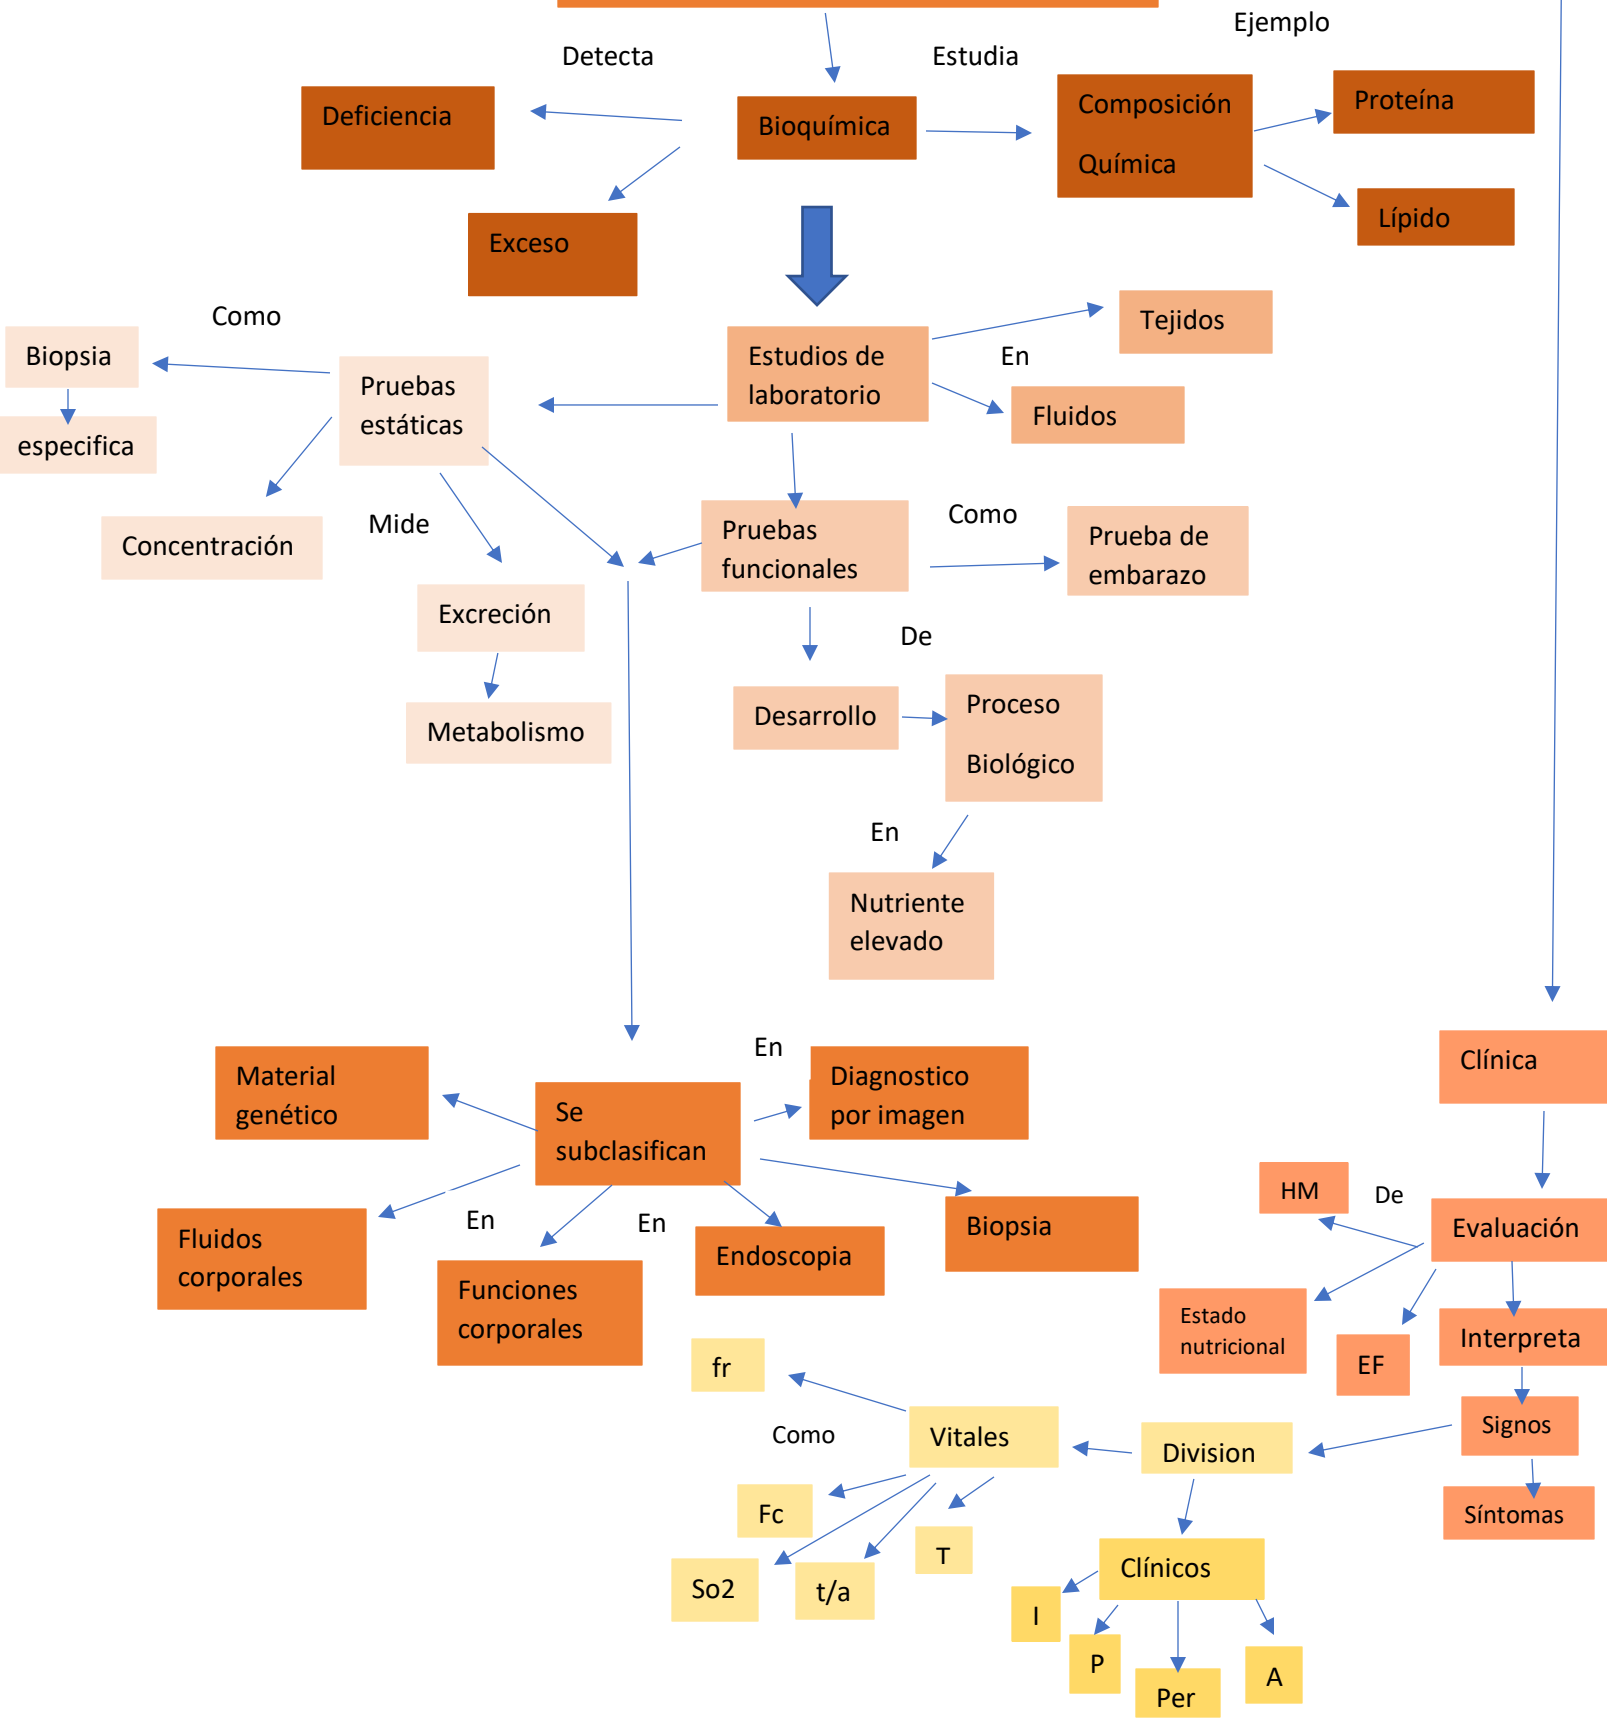 Ejemplo
Detecta
Estudia
Deficiencia
Bioquímica
Composición
Química
Proteína
Lípido
Exceso
Como
Biopsia
especifica
Pruebas
estáticas
Estudios de
laboratorio
En
Tejidos
Fluidos
Concentración
Mide
Excreción
Metabolismo
Pruebas
funcionales
Como
Prueba de
embarazo
De
Desarrollo
Proceso
Biológico
En
Nutriente
elevado
Material
genético
Se
subclasifican
En
Diagnostico
por imagen
Fluidos
corporales
En
Funciones
corporales
En
Endoscopia
Biopsia
Clínica
HM
De
Evaluación
Estado
nutricional
EF
Interpreta
Signos
Síntomas
fr
Como
Vitales
Division
Fc
So2
t/a
T
Clínicos
I
P
Per
A